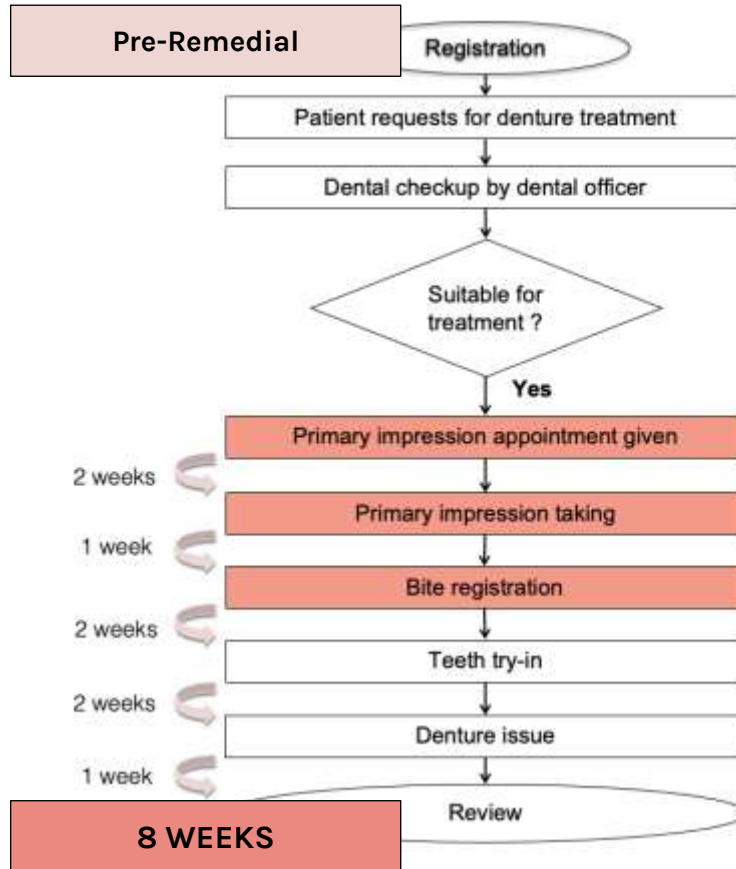 Pre-Remedial
Registration
Patient requests for denture treatment
Dental checkup by dental officer
Suitable for
treatment ?
Yes
Primary impression appointment given
2 weeks
Primary impression taking
1 week
Bite registration
2 weeks
Teeth try-in
2 weeks
Denture issue
1 week
Review
8 WEEKS